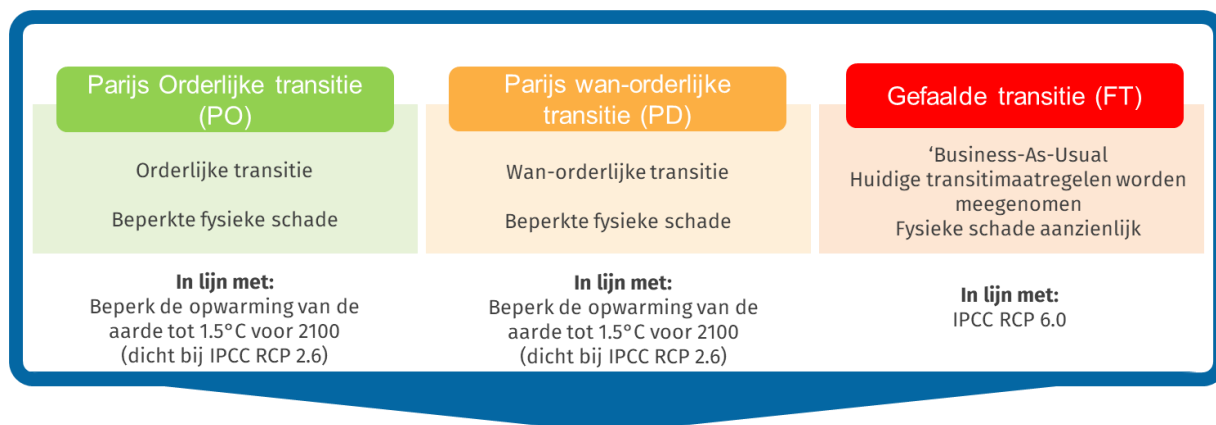 Parijs Orderlijke transitie
(PO)
Orderlijke transitie
Beperkte fysieke schade
In lijn met:
Beperk de opwarming van de
aarde tot 1.5°C voor 2100
(dicht bij IPCC RCP 2.6)
Parijs wan-orderlijke
transitie (PD)
Wan-orderlijke transitie
Beperkte fysieke schade
In lijn met:
Beperk de opwarming van de
aarde tot 1.5°C voor 2100
(dicht bij IPCC RCP 2.6)
Gefaalde transitie (FT)
‘Business-As-Usual
Huidige transitimaatregelen worden
meegenomen
Fysieke schade aanzienlijk
In lijn met:
IPCC RCP 6.0